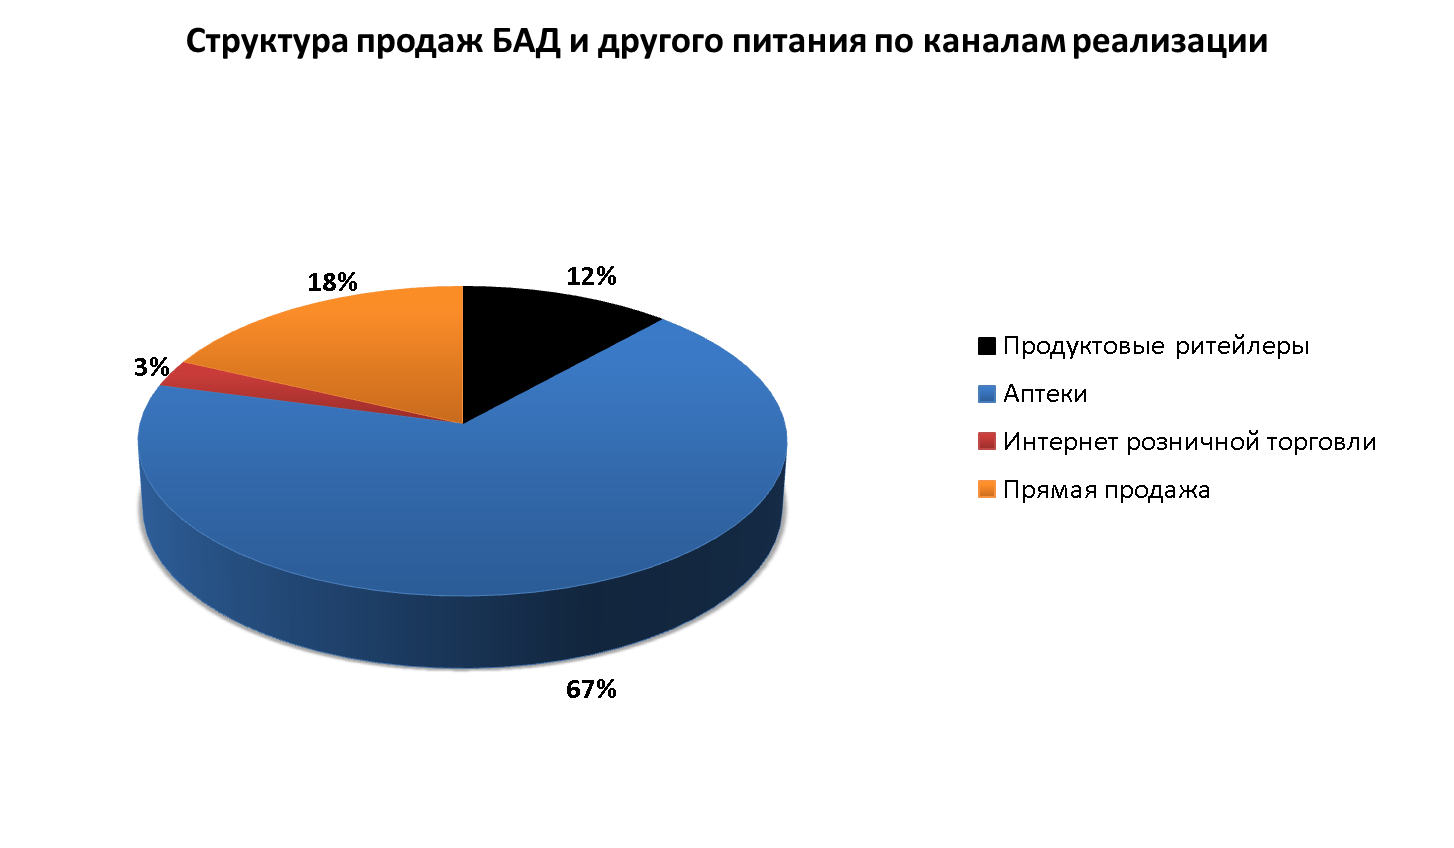 Структура продаж БАД и другого питания по каналам реализации
18%
12%
3%
67%
Продуктовые ритейлеры
Аптеки
Интернет розничной торговли
Прямая продажа